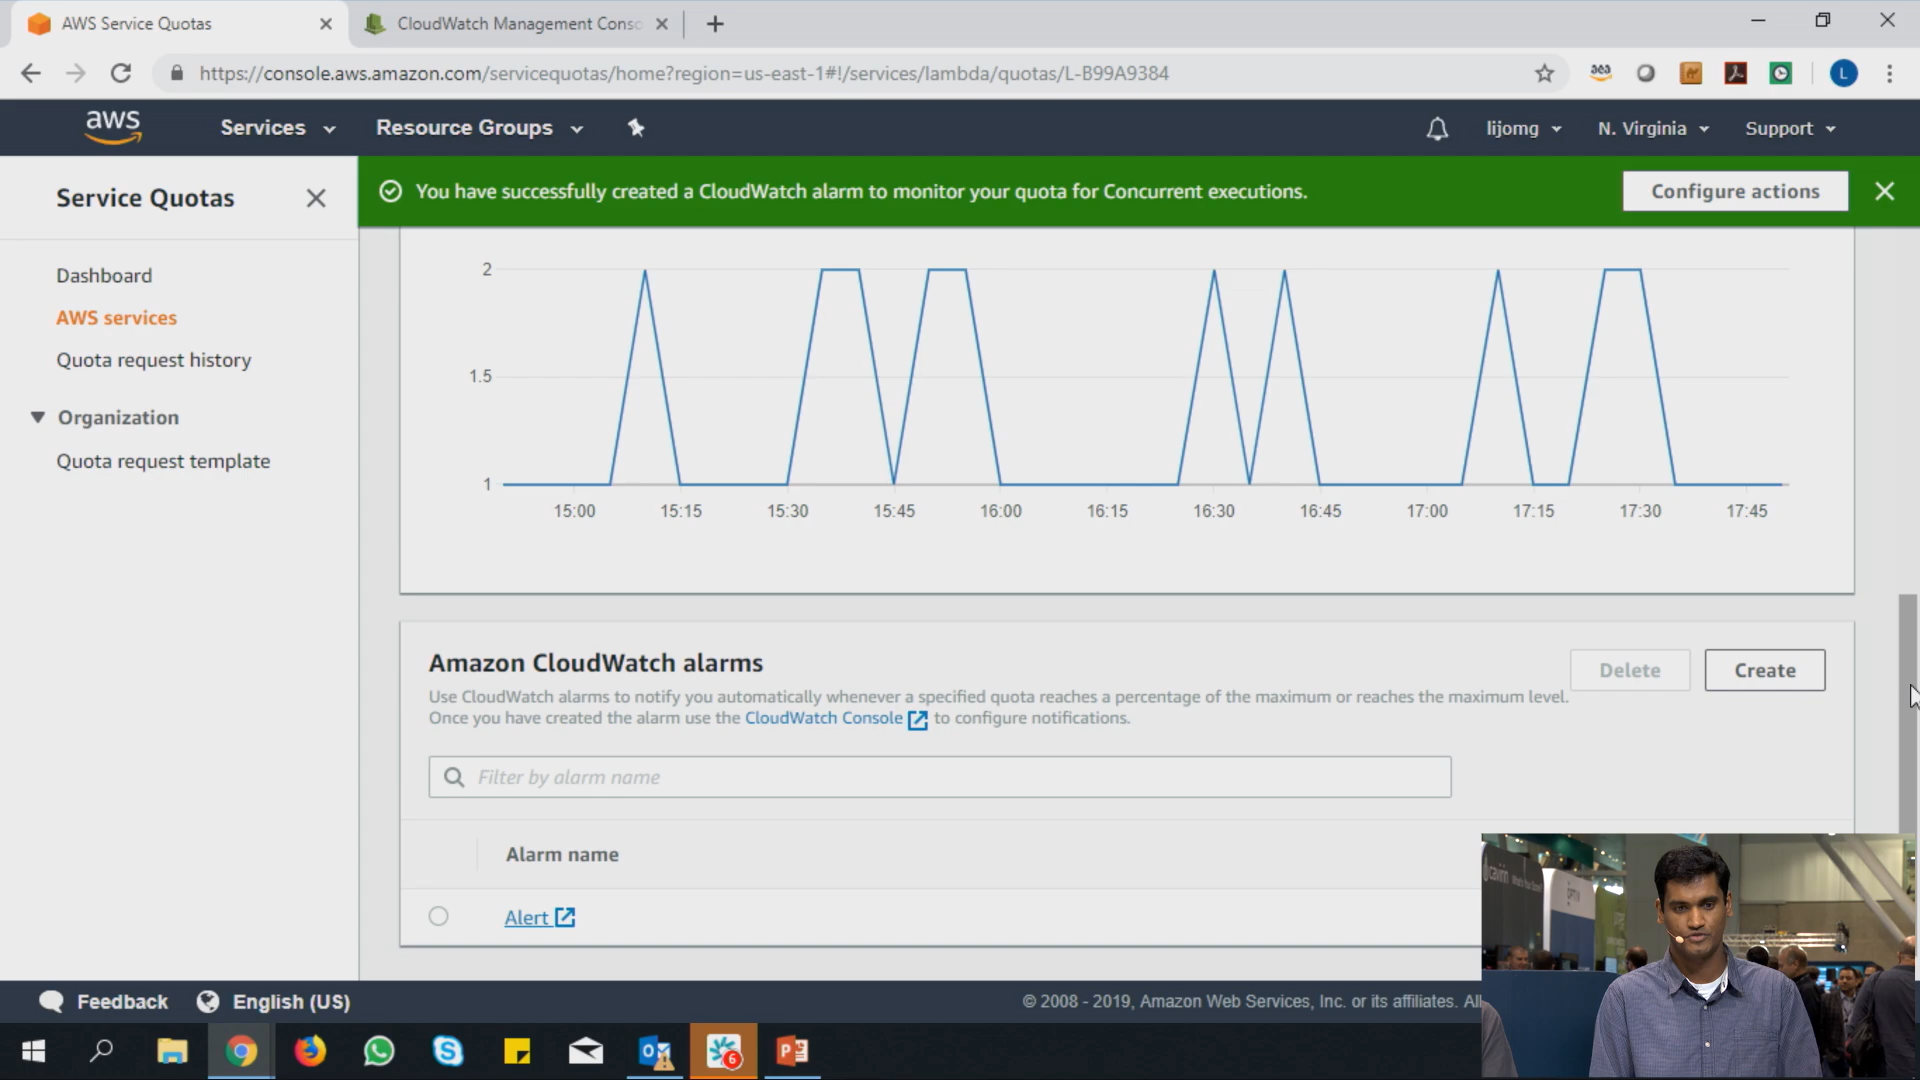 AWS Service Quotas
CloudWatch Management Conso
https://console.aws.amazon.com/servicequotas/home?region=us-east-1#!/services/lambda/quotas/L-B99A9384
L
aws
Services
Resource Groups
lijomg
N. Virginia
Support
Service Quotas
You have successfully created a CloudWatch alarm to monitor your quota for Concurrent executions.
Configure actions
Dashboard
AWS services
Quota request history
Organization
Quota request template
2
1.5
1
15:00 15:15 15:30 15:45 16:00 16:15 16:30 16:45 17:00 17:15 17:30 17:45
Amazon CloudWatch alarms
Delete
Create
Use CloudWatch alarms to notify you automatically whenever a specified quota reaches a percentage of the maximum or reaches the maximum level.
Once you have created the alarm use the CloudWatch Console to configure notifications.
Filter by alarm name
Alarm name
Alert
cavirin
Feedback
English (US)
© 2008 - 2019, Amazon Web Services, Inc. or its affiliates. All
6